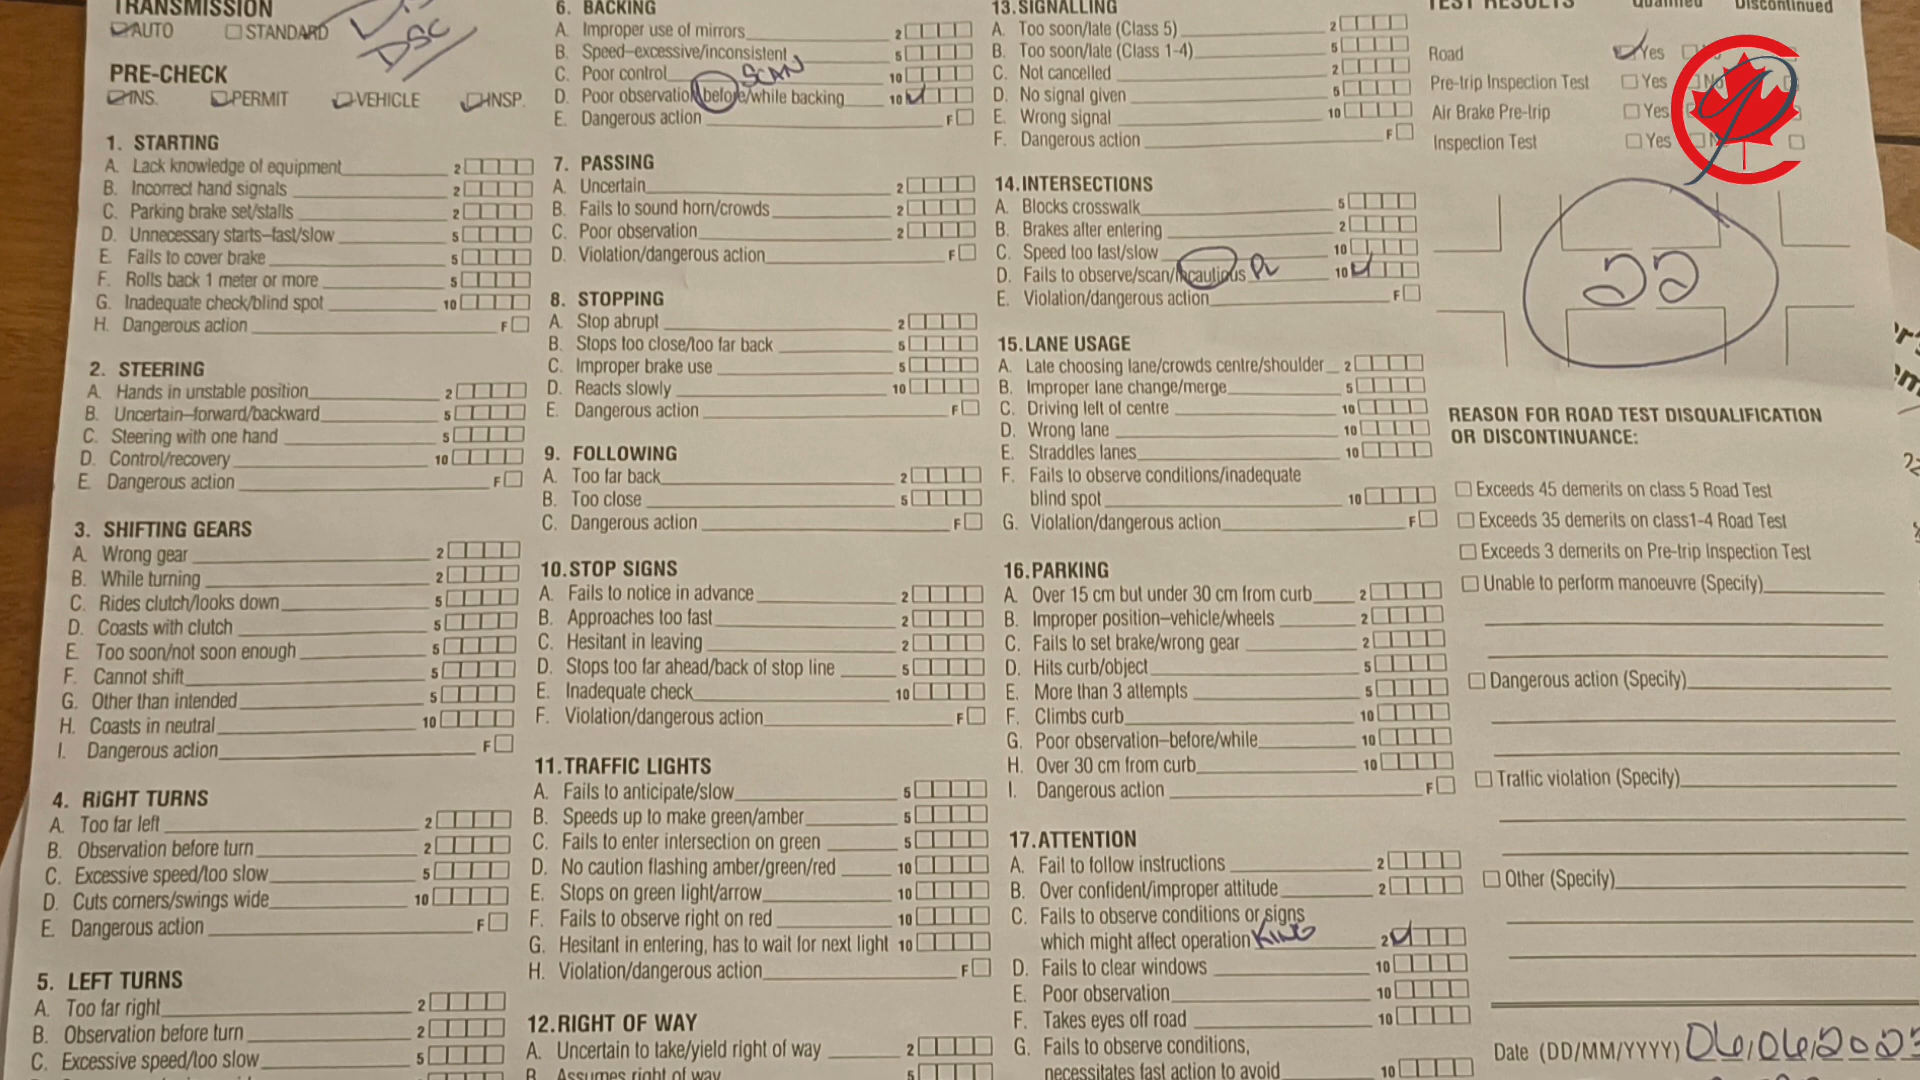 TRANSMISSION
AUTO STANDARD
DSC
PRE-CHECK
INS. PERMIT VEHICLE INSP.
1. STARTING
A. Lack knowledge of equipment 2
B. Incorrect hand signals 2
C. Parking brake set/stalls 2
D. Unnecessary starts–fast/slow 5
E. Fails to cover brake 5
F. Rolls back 1 meter or more 5
G. Inadequate check/blind spot 10
H. Dangerous action F
2. STEERING
A. Hands in unstable position 2
B. Uncertain–forward/backward 5
C. Steering with one hand 5
D. Control/recovery 10
E. Dangerous action F
3. SHIFTING GEARS
A. Wrong gear 2
B. While turning 2
C. Rides clutch/looks down 5
D. Coasts with clutch 5
E. Too soon/not soon enough 5
F. Cannot shift 5
G. Other than intended 5
H. Coasts in neutral 10
I. Dangerous action F
4. RIGHT TURNS
A. Too far left 2
B. Observation before turn 2
C. Excessive speed/too slow 5
D. Cuts corners/swings wide 10
E. Dangerous action F
5. LEFT TURNS
A. Too far right 2
B. Observation before turn 2
C. Excessive speed/too slow 5
6. BACKING
A. Improper use of mirrors 2
B. Speed–excessive/inconsistent 5
C. Poor control 10
SCAN
D. Poor observation before/while backing 10
E. Dangerous action F
7. PASSING
A. Uncertain 2
B. Fails to sound horn/crowds 2
C. Poor observation 2
D. Violation/dangerous action F
8. STOPPING
A. Stop abrupt 2
B. Stops too close/too far back 5
C. Improper brake use 5
D. Reacts slowly 10
E. Dangerous action F
9. FOLLOWING
A. Too far back 2
B. Too close 5
C. Dangerous action F
10. STOP SIGNS
A. Fails to notice in advance 2
B. Approaches too fast 2
C. Hesitant in leaving 2
D. Stops too far ahead/back of stop line 5
E. Inadequate check 10
F. Violation/dangerous action F
11. TRAFFIC LIGHTS
A. Fails to anticipate/slow 5
B. Speeds up to make green/amber 5
C. Fails to enter intersection on green 5
D. No caution flashing amber/green/red 10
E. Stops on green light/arrow 10
F. Fails to observe right on red 10
G. Hesitant in entering, has to wait for next light 10
H. Violation/dangerous action F
12. RIGHT OF WAY
A. Uncertain to take/yield right of way 2
B. Assumes right of way 5
13. SIGNALLING
A. Too soon/late (Class 5) 2
B. Too soon/late (Class 1-4) 5
C. Not cancelled 2
D. No signal given 5
E. Wrong signal 10
F. Dangerous action F
14. INTERSECTIONS
A. Blocks crosswalk 5
B. Brakes after entering 2
C. Speed too fast/slow 10
D. Fails to observe/scan/incautious 10
E. Violation/dangerous action F
15. LANE USAGE
A. Late choosing lane/crowds centre/shoulder 2
B. Improper lane change/merge 5
C. Driving left of centre 10
D. Wrong lane 10
E. Straddles lanes 10
F. Fails to observe conditions/inadequate
blind spot 10
G. Violation/dangerous action F
16. PARKING
A. Over 15 cm but under 30 cm from curb 2
B. Improper position–vehicle/wheels 2
C. Fails to set brake/wrong gear 2
D. Hits curb/object 5
E. More than 3 attempts 5
F. Climbs curb 10
G. Poor observation–before/while 10
H. Over 30 cm from curb 10
I. Dangerous action F
17. ATTENTION
A. Fail to follow instructions 2
B. Over confident/improper attitude 2
C. Fails to observe conditions or signs
which might affect operation KING 2
D. Fails to clear windows 10
E. Poor observation 10
F. Takes eyes off road 10
G. Fails to observe conditions,
necessitates fast action to avoid 10
TEST RESULTS Qualified Discontinued
Road Yes
Pre-trip Inspection Test Yes No
Air Brake Pre-trip Yes
Inspection Test Yes
22
REASON FOR ROAD TEST DISQUALIFICATION
OR DISCONTINUANCE:
Exceeds 45 demerits on class 5 Road Test
Exceeds 35 demerits on class1-4 Road Test
Exceeds 3 demerits on Pre-trip Inspection Test
Unable to perform manoeuvre (Specify)
Dangerous action (Specify)
Traffic violation (Specify)
Other (Specify)
Date (DD/MM/YYYY) 06,06,2023